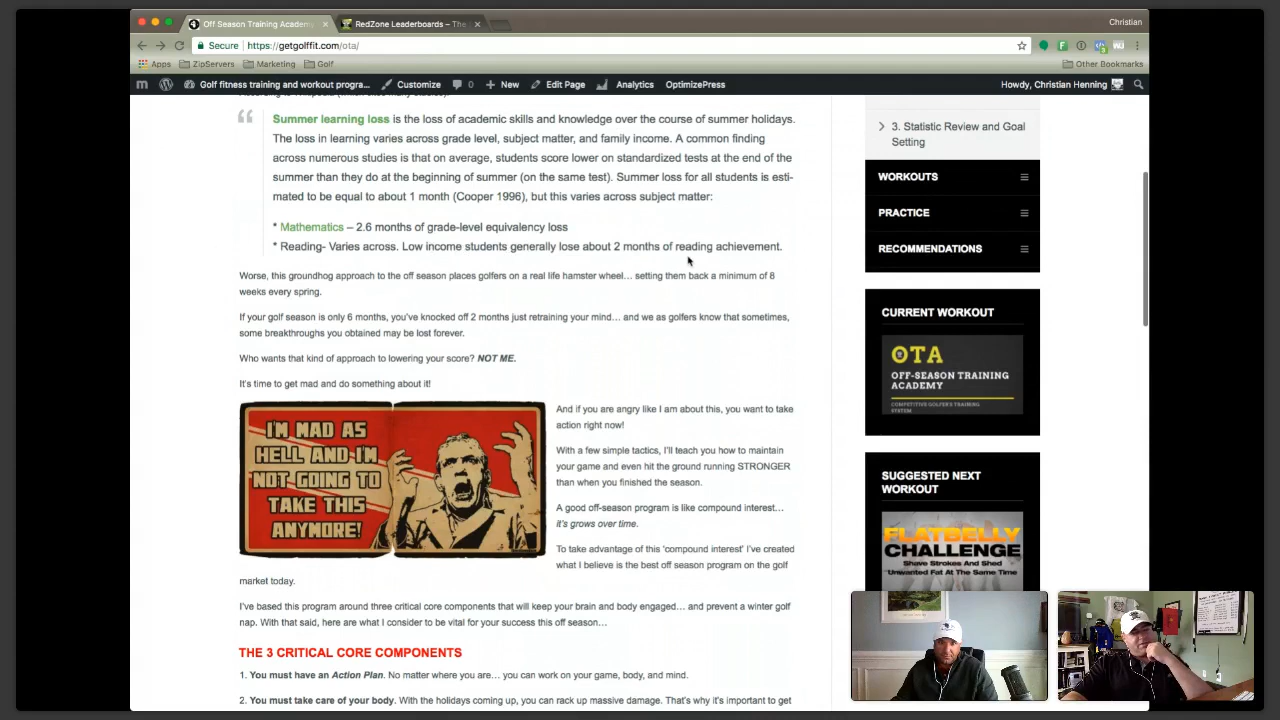 Off Season Training Academy
RedZone Leaderboards – The
Christian
Secure
https://getgolffit.com/ota/
Apps
ZipServers
Marketing
Golf
Other Bookmarks
Golf fitness training and workout progra...
Customize
0
New
Edit Page
Analytics
OptimizePress
Howdy, Christian Henning
Summer learning loss is the loss of academic skills and knowledge over the course of summer holidays.
The loss in learning varies across grade level, subject matter, and family income. A common finding
across numerous studies is that on average, students score lower on standardized tests at the end of the
summer than they do at the beginning of summer (on the same test). Summer loss for all students is esti-
mated to be equal to about 1 month (Cooper 1996), but this varies across subject matter:
* Mathematics – 2.6 months of grade-level equivalency loss
* Reading- Varies across. Low income students generally lose about 2 months of reading achievement.
Worse, this groundhog approach to the off season places golfers on a real life hamster wheel... setting them back a minimum of 8
weeks every spring.
If your golf season is only 6 months, you've knocked off 2 months just retraining your mind... and we as golfers know that sometimes,
some breakthroughs you obtained may be lost forever.
Who wants that kind of approach to lowering your score? NOT ME.
It's time to get mad and do something about it!
I'M MAD AS
HELL AND I'M
NOT GOING TO
TAKE THIS
ANYMORE!
And if you are angry like I am about this, you want to take
action right now!
With a few simple tactics, I'll teach you how to maintain
your game and even hit the ground running STRONGER
than when you finished the season.
A good off-season program is like compound interest...
it's grows over time.
To take advantage of this 'compound interest' I've created
what I believe is the best off season program on the golf
market today.
I've based this program around three critical core components that will keep your brain and body engaged... and prevent a winter golf
nap. With that said, here are what I consider to be vital for your success this off season...
THE 3 CRITICAL CORE COMPONENTS
1. You must have an Action Plan. No matter where you are... you can work on your game, body, and mind.
2. You must take care of your body. With the holidays coming up, you can rack up massive damage. That's why it's important to get
3. Statistic Review and Goal
Setting
WORKOUTS
PRACTICE
RECOMMENDATIONS
CURRENT WORKOUT
OTA
OFF-SEASON TRAINING
ACADEMY
COMPETITIVE GOLFER'S TRAINING
SYSTEM
SUGGESTED NEXT
WORKOUT
FLATBELLY
CHALLENGE
Shave Strokes And Shed
Unwanted Fat At The Same Time